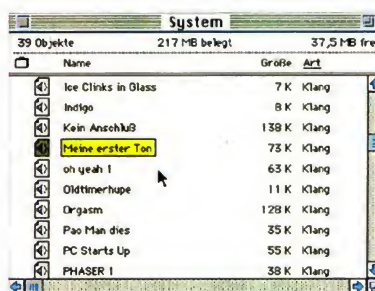 System
39 Objekte 217 MB belegt 37,5 MB fre
Name Größe Art
Ice Clinks in Glass 7 K Klang
Indigo 8 K Klang
Kein Anschluß 138 K Klang
Meine erster Ton 73 K Klang
oh yeah ! 63 K Klang
Oldtimerhupe 11 K Klang
Orgasm 128 K Klang
Pao Man dies 35 K Klang
PC Starts Up 55 K Klang
PHASER 1 38 K Klang